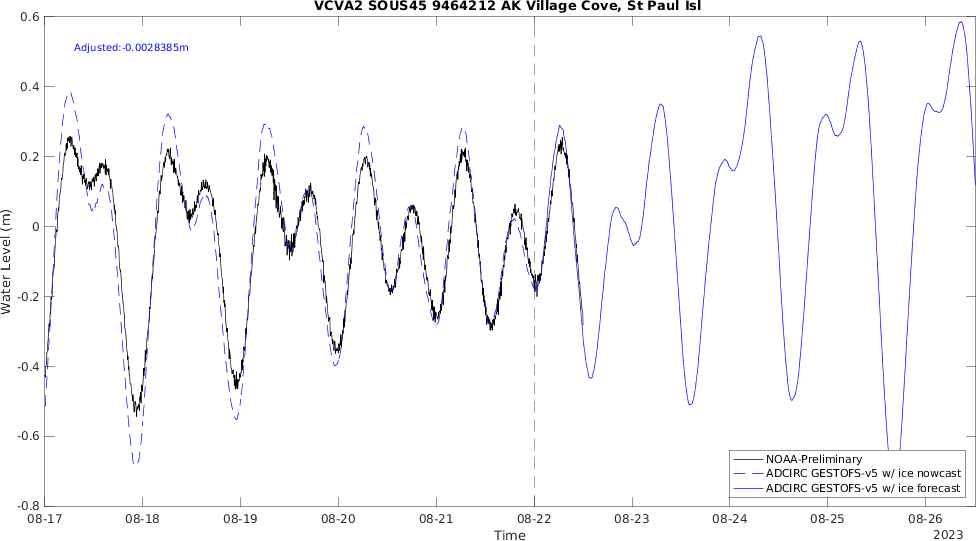 VCVA2 SOUS45 9464212 AK Village Cove, St Paul Isl
Adjusted:-0.0028385m
Water Level (m)
0.6
0.4
0.2
0
-0.2
-0.4
-0.6
-0.8
NOAA-Preliminary
ADCIRC GESTOFS-v5 w/ ice nowcast
ADCIRC GESTOFS-v5 w/ ice forecast
08-17 08-18 08-19 08-20 08-21 08-22 08-23 08-24 08-25 08-26
Time
2023